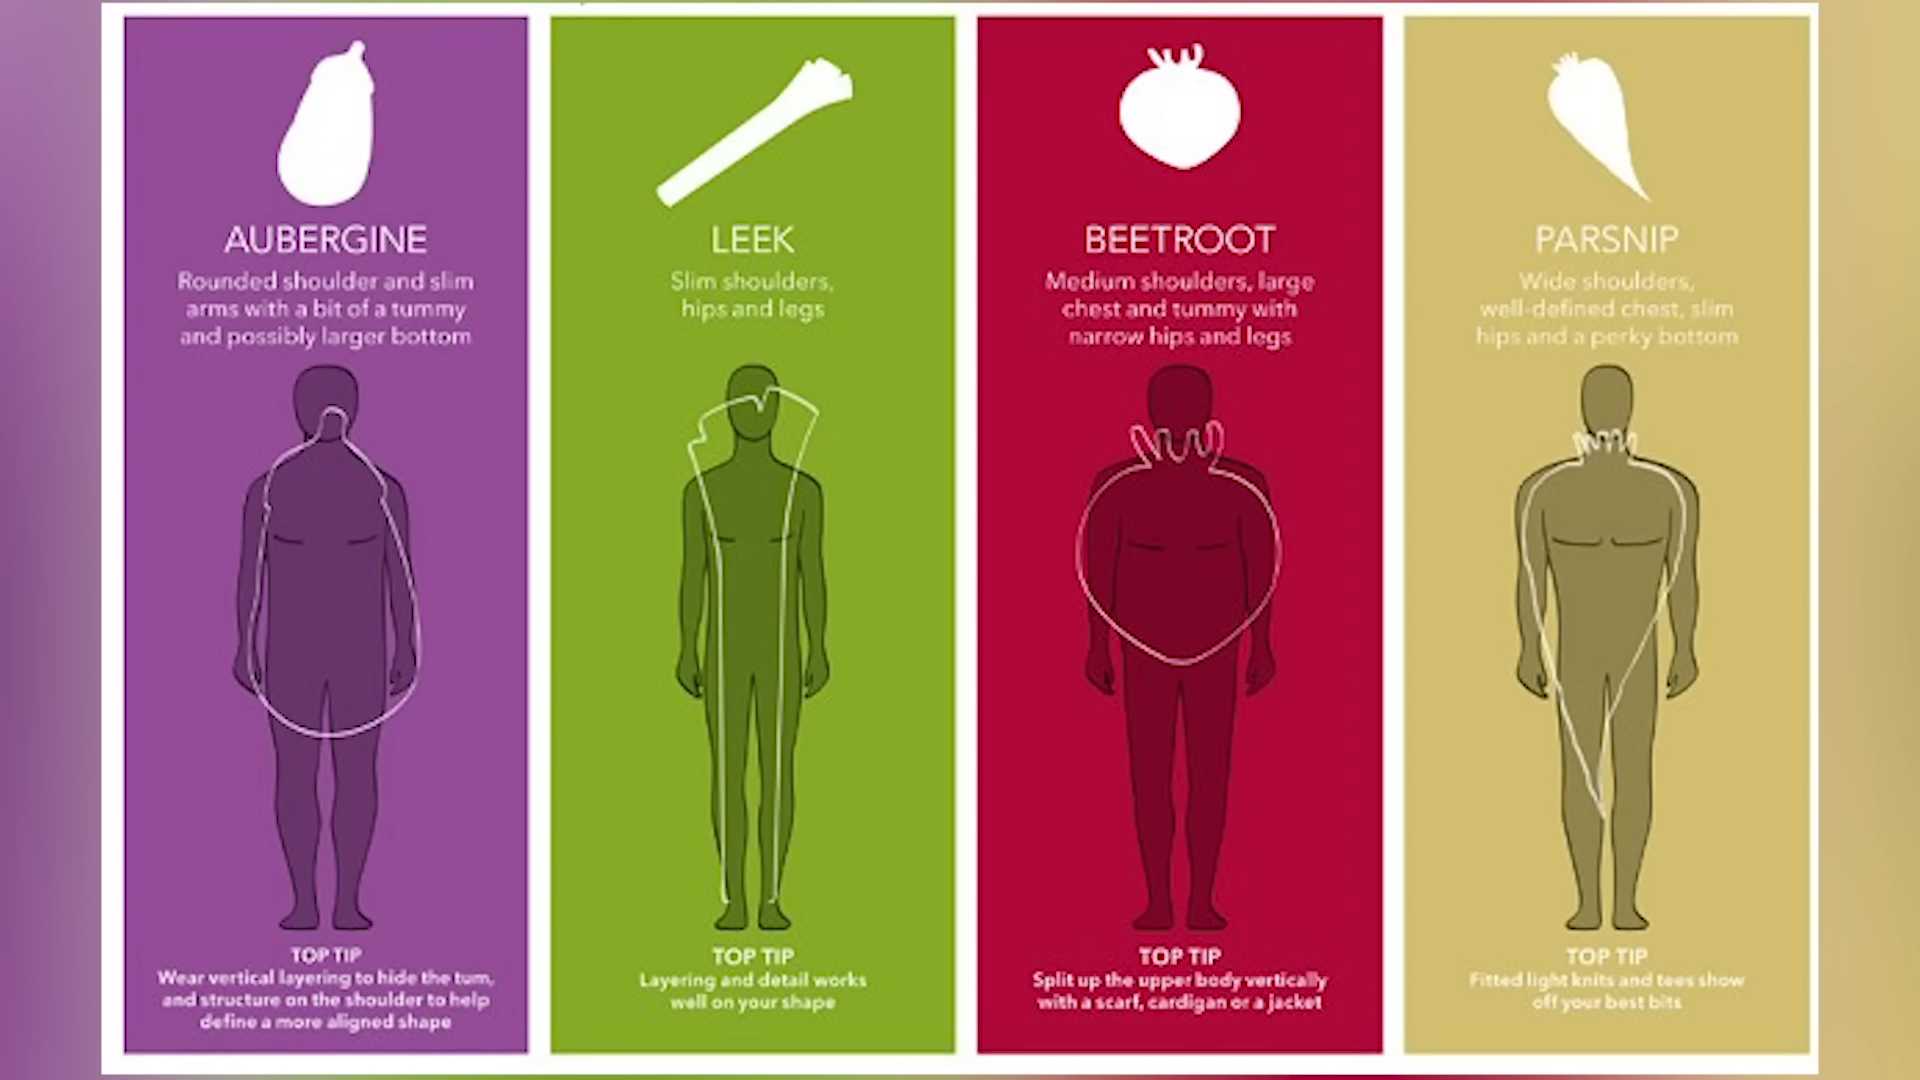 AUBERGINE
Rounded shoulder and slim
arms with a bit of a tummy
and possibly larger bottom
TOP TIP
Wear vertical layering to hide the tum,
and structure on the shoulder to help
define a more aligned shape
LEEK
Slim shoulders,
hips and legs
TOP TIP
Layering and detail works
well on your shape
BEETROOT
Medium shoulders, large
chest and tummy with
narrow hips and legs
TOP TIP
Split up the upper body vertically
with a scarf, cardigan or a jacket
PARSNIP
Wide shoulders,
well-defined chest, slim
hips and a perky bottom
TOP TIP
Fitted light knits and tees show
off your best bits